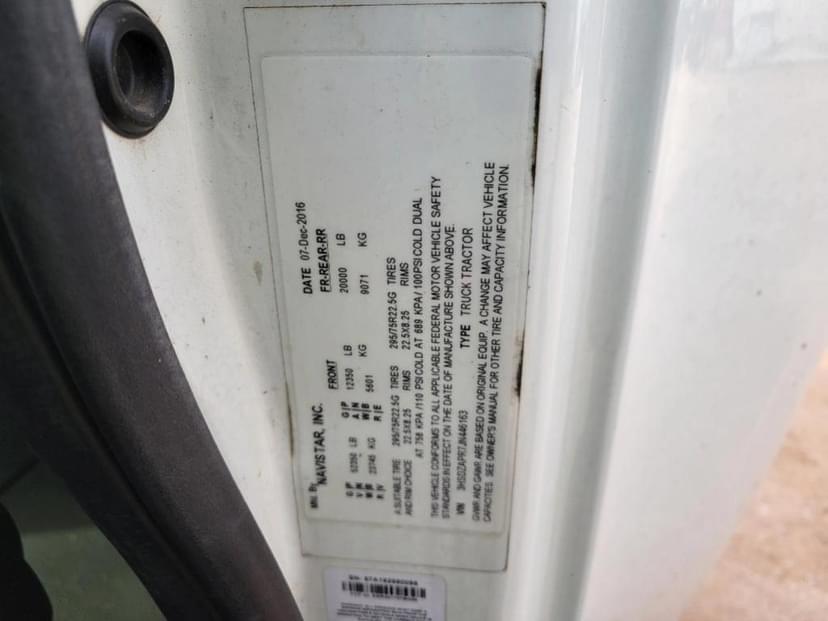 MFD. BY
NAVISTAR, INC.
DATE 07-Dec-2016
FRONT
FR-REAR-RR
G P 52350 LB G P 12350 LB 20000 LB
V N A N
W B 23745 KG W B 5601 KG 9071 KG
R Y R E
A SUITABLE TIRE 295/75R22.5G TIRES 295/75R22.5G TIRES
AND RIM CHOICE 22.5X8.25 RIMS 22.5X8.25 RIMS
AT 758 KPA /110 PSI COLD AT 689 KPA/ 100PSI COLD DUAL
THIS VEHICLE CONFORMS TO ALL APPLICABLE FEDERAL MOTOR VEHICLE SAFETY
STANDARDS IN EFFECT ON THE DATE OF MANUFACTURE SHOWN ABOVE.
VIN 3HSDZAPR7JN446163 TYPE TRUCK TRACTOR
GVWR AND GAWR ARE BASED ON ORIGINAL EQUIP. A CHANGE MAY AFFECT VEHICLE
CAPACITIES. SEE OWNER'S MANUAL FOR OTHER TIRE AND CAPACITY INFORMATION.